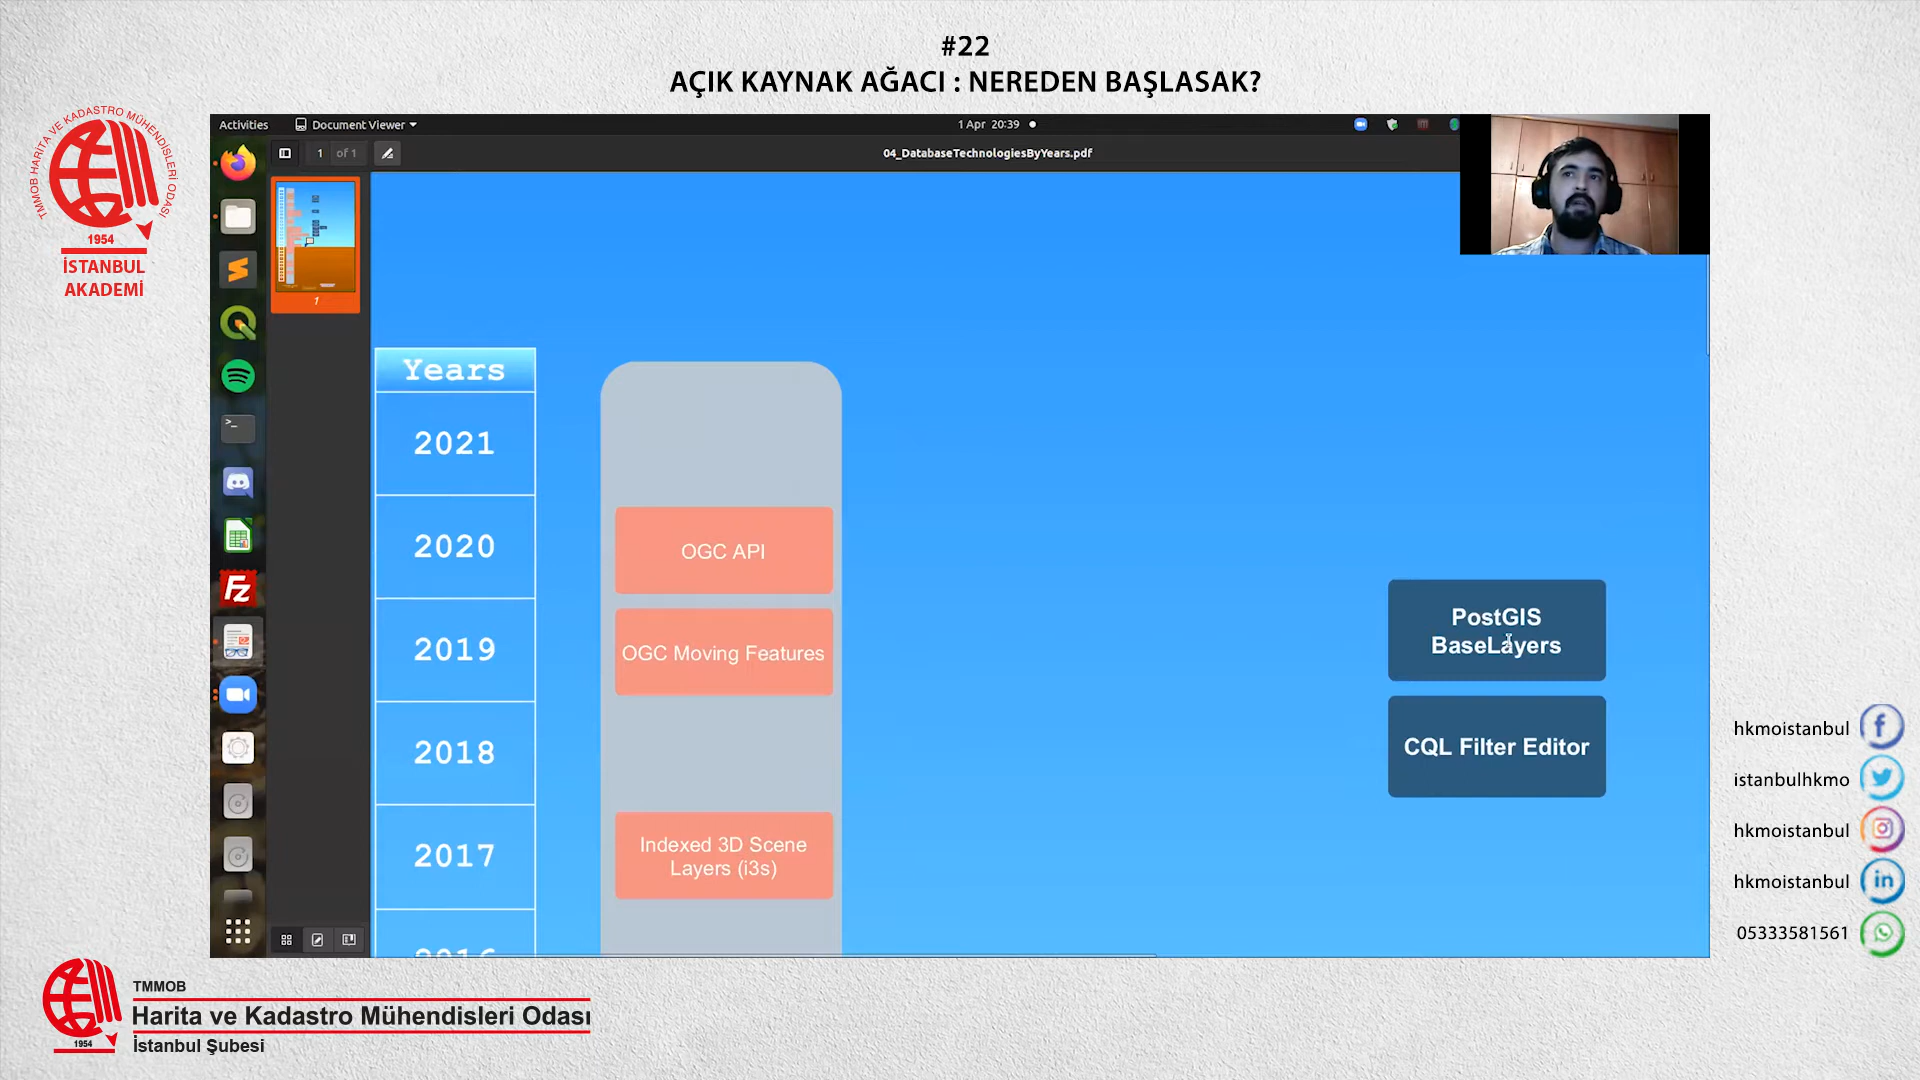 #22
AÇIK KAYNAK AĞACI : NEREDEN BAŞLASAK?
TMMOB HARİTA VE KADASTRO MÜHENDİSLERİ ODASI
1954
İSTANBUL
AKADEMİ
Activities
Document Viewer
1 Apr 20:39
1 of 1
04_DatabaseTechnologiesByYears.pdf
1
Years
2021
2020
2019
2018
2017
2016
OGC API
OGC Moving Features
Indexed 3D Scene
Layers (i3s)
PostGIS
BaseLayers
CQL Filter Editor
hkmoistanbul
istanbulhkmo
hkmoistanbul
hkmoistanbul
05333581561
1954
TMMOB
Harita ve Kadastro Mühendisleri Odası
İstanbul Şubesi